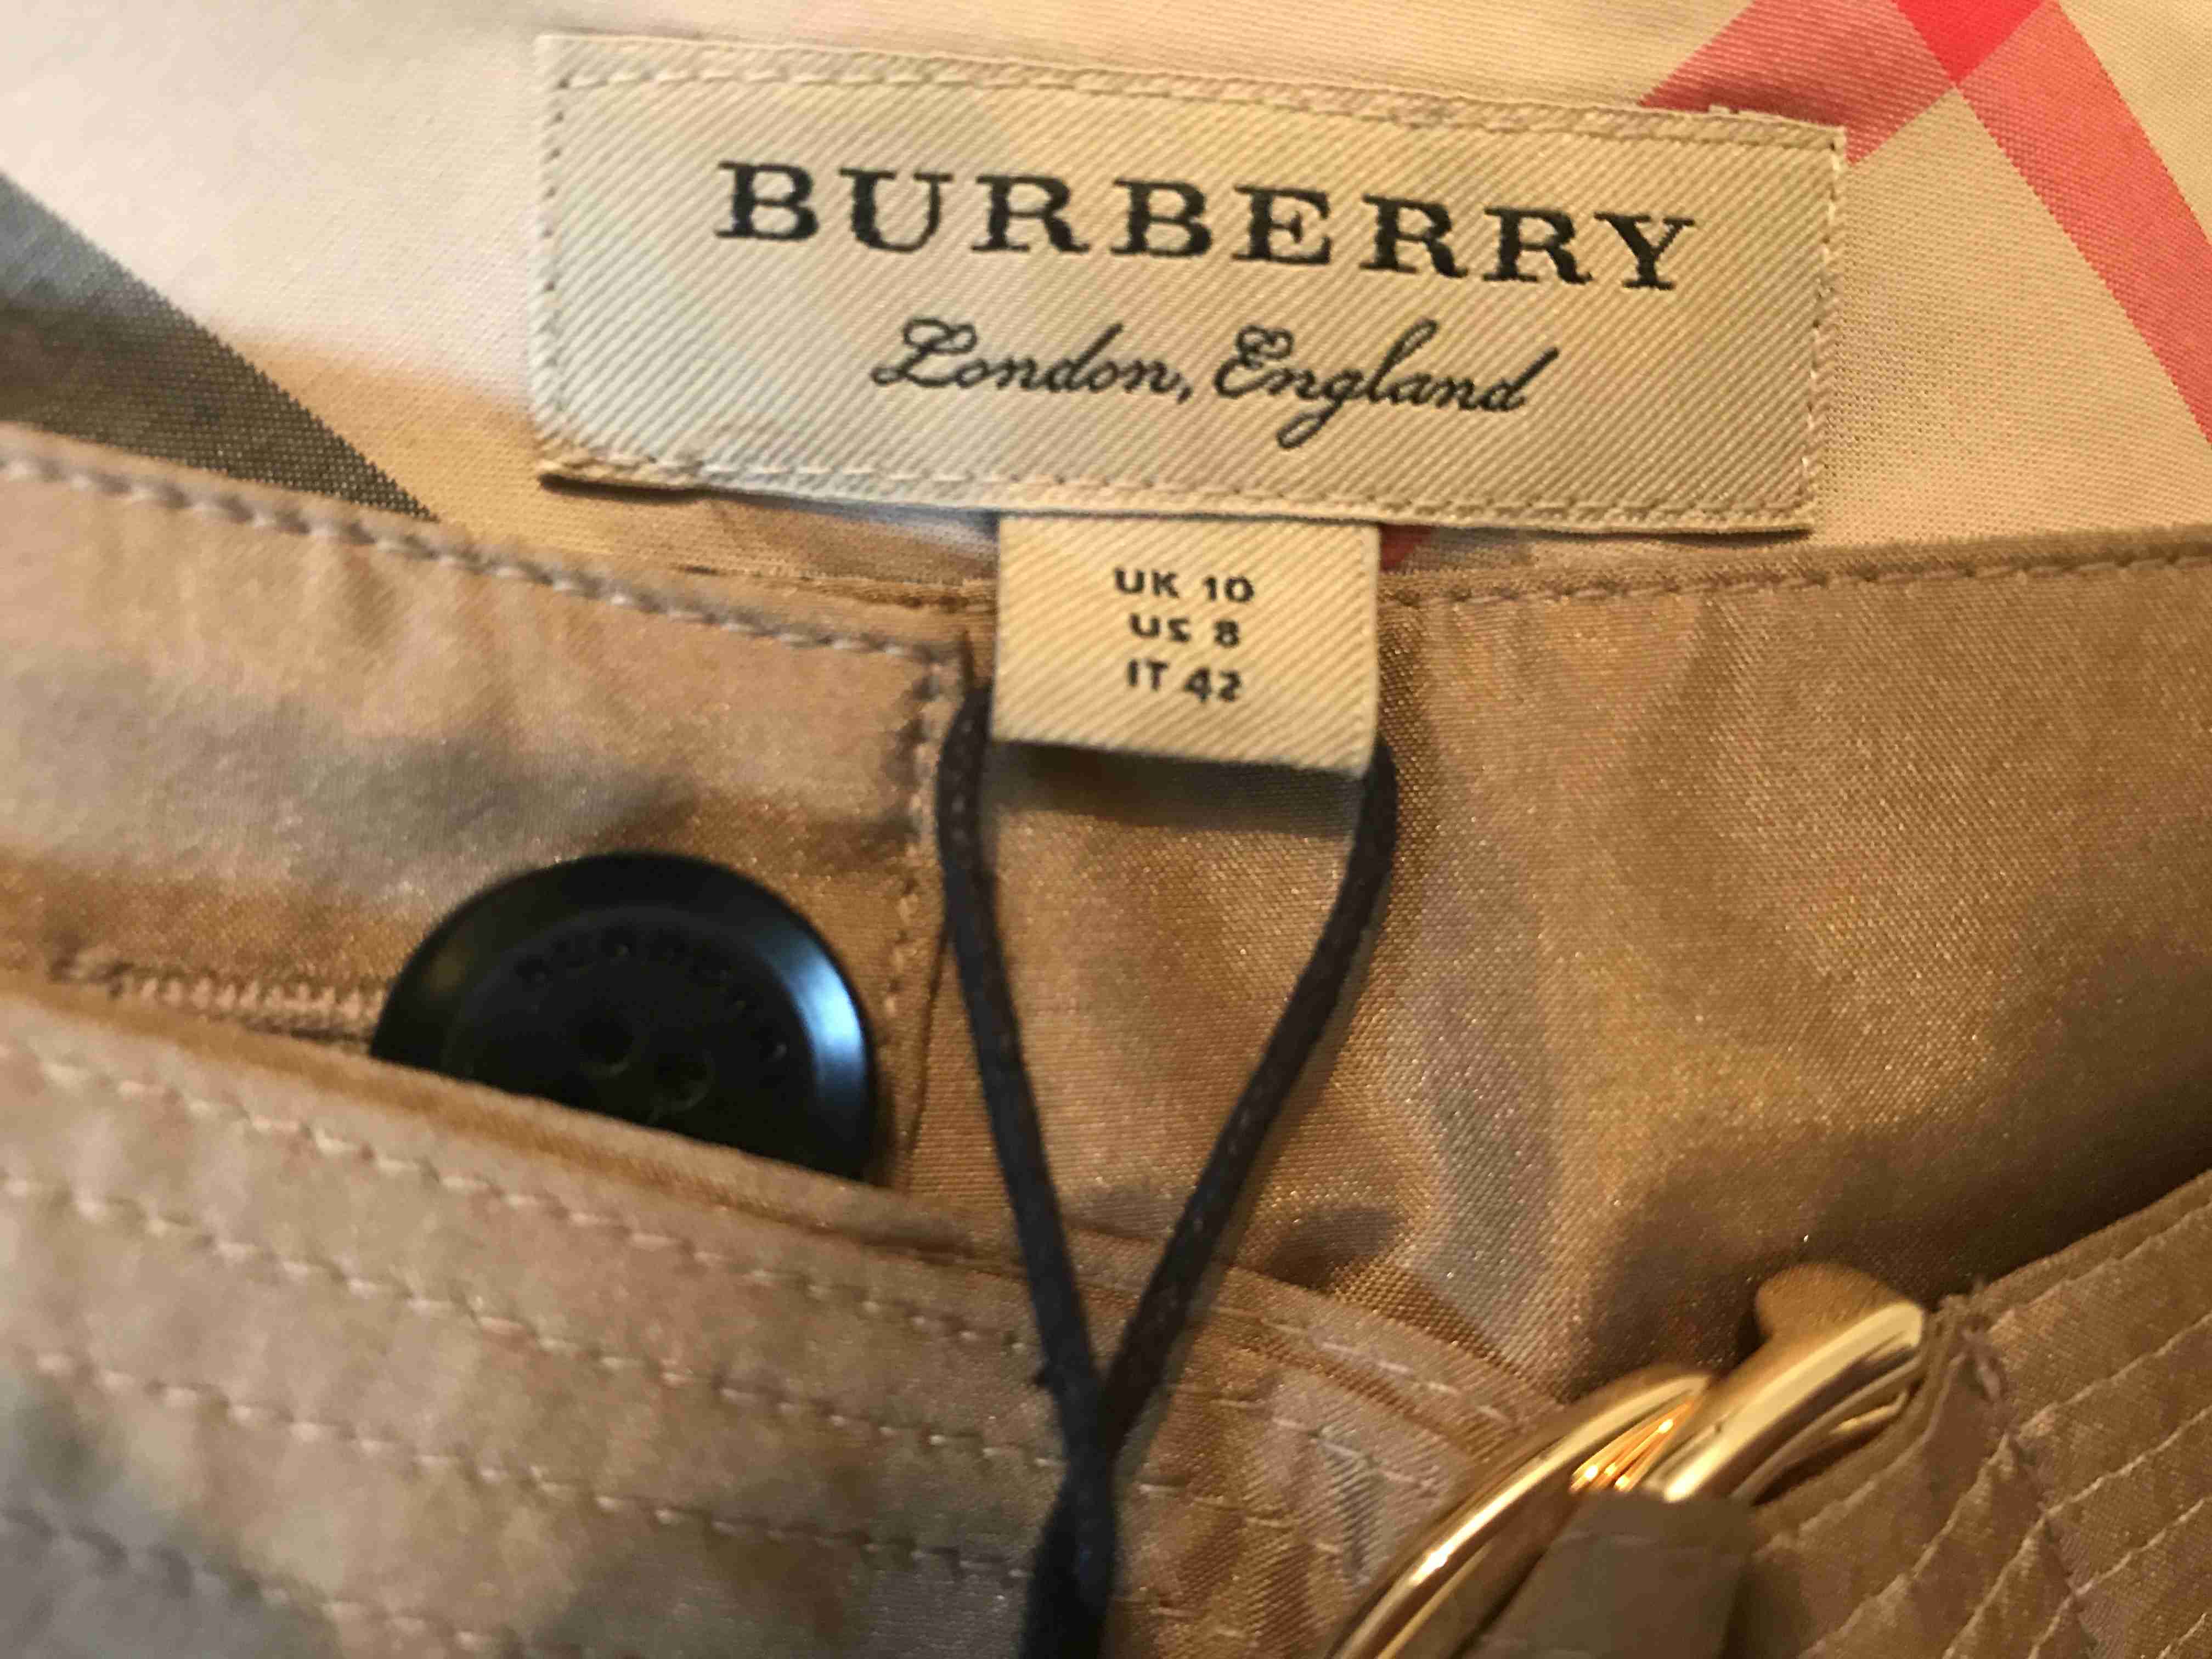 BURBERRY
London, England
UK 10
US 8
IT 42